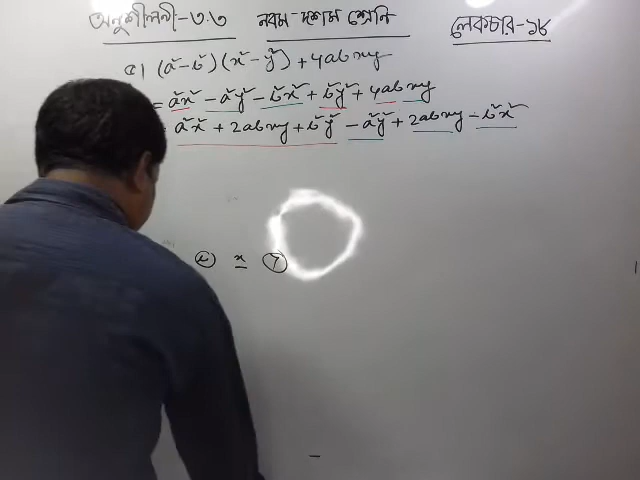 অনুশীলনী-৩.৩ নবম-দশম শ্রেনি লেকচার-১৮
৫। (a² - b²) (x² - y²) + 4abxy
= a²x² - a²y² - b²x² + b²y² + 4abxy
a²x² + 2abxy + b²y² - a²y² + 2abxy - b²x²
x